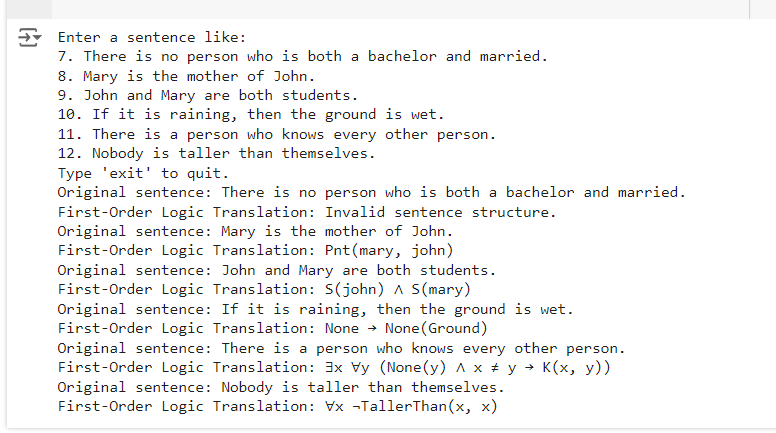 Enter a sentence like:
7. There is no person who is both a bachelor and married.
8. Mary is the mother of John.
9. John and Mary are both students.
10. If it is raining, then the ground is wet.
11. There is a person who knows every other person.
12. Nobody is taller than themselves.
Type 'exit' to quit.
Original sentence: There is no person who is both a bachelor and married.
First-Order Logic Translation: Invalid sentence structure.
Original sentence: Mary is the mother of John.
First-Order Logic Translation: Pnt(mary, john)
Original sentence: John and Mary are both students.
First-Order Logic Translation: S(john) ∧ S(mary)
Original sentence: If it is raining, then the ground is wet.
First-Order Logic Translation: None → None(Ground)
Original sentence: There is a person who knows every other person.
First-Order Logic Translation: ∃x ∀y (None(y) ∧ x ≠ y → K(x, y))
Original sentence: Nobody is taller than themselves.
First-Order Logic Translation: ∀x ¬TallerThan(x, x)